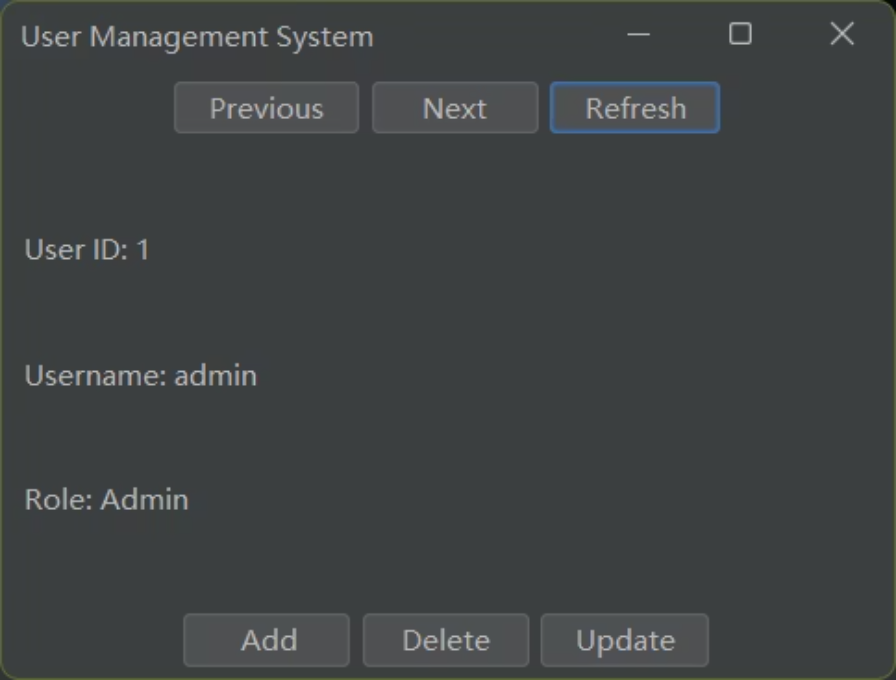 User Management System
Previous Next Refresh
User ID: 1
Username: admin
Role: Admin
Add Delete Update